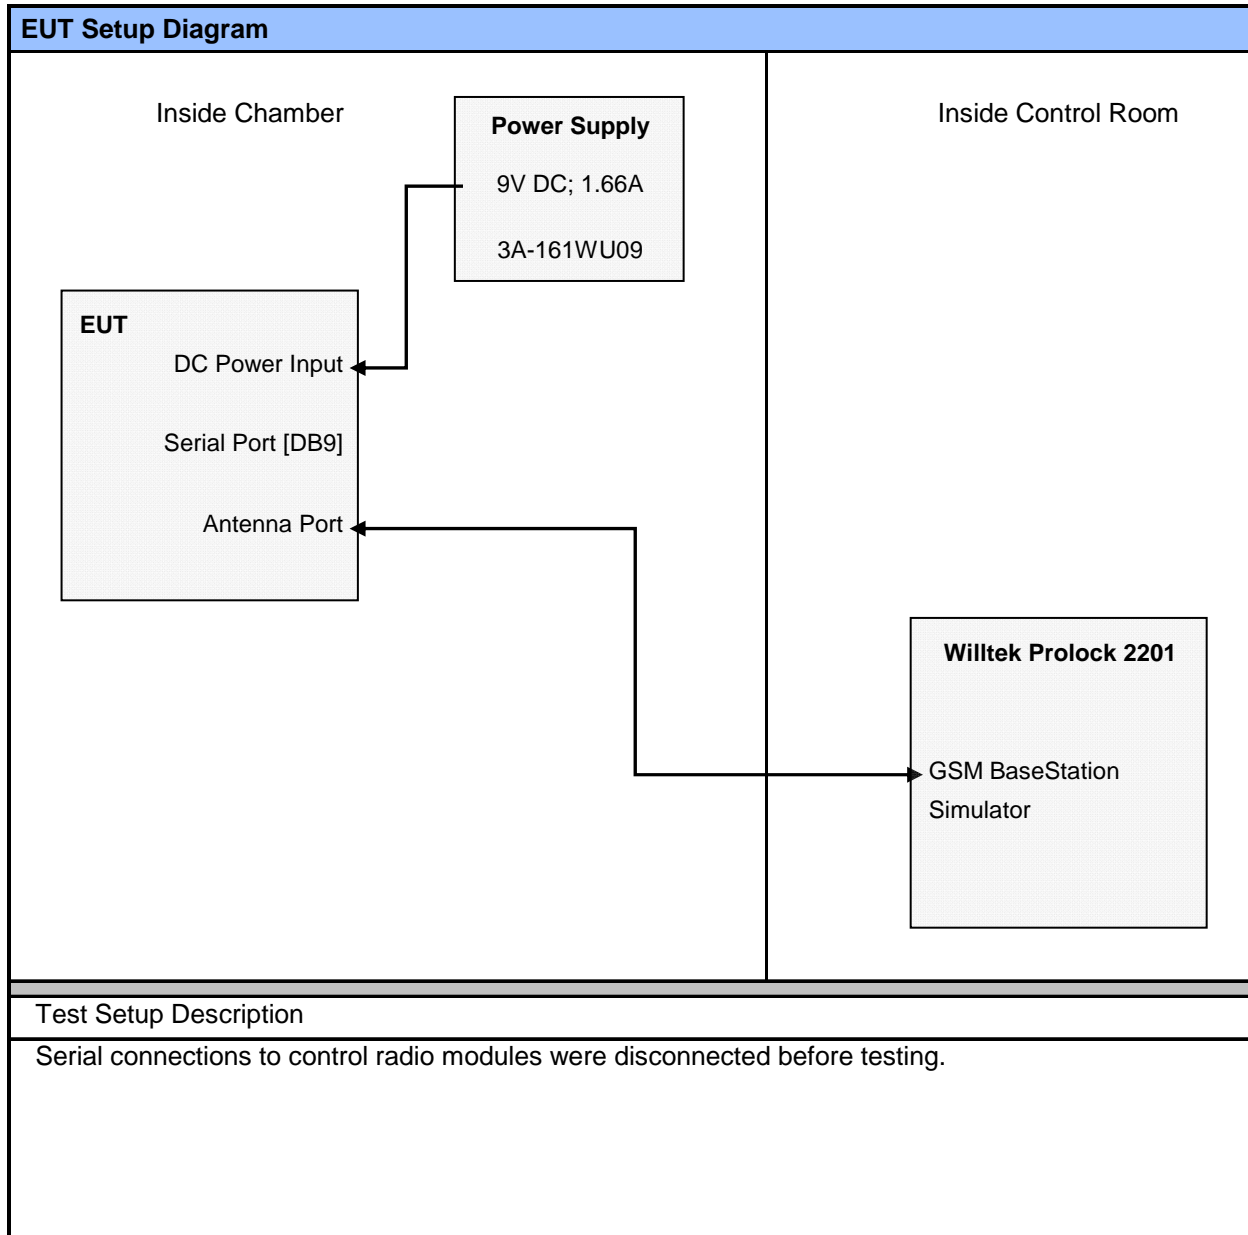 EUT Setup Diagram
Inside Chamber
Power Supply
9V DC; 1.66A
3A-161WU09
Inside Control Room
EUT
DC Power Input
Serial Port [DB9]
Antenna Port
Willtek Prolock 2201
GSM BaseStation
Simulator
Test Setup Description
Serial connections to control radio modules were disconnected before testing.